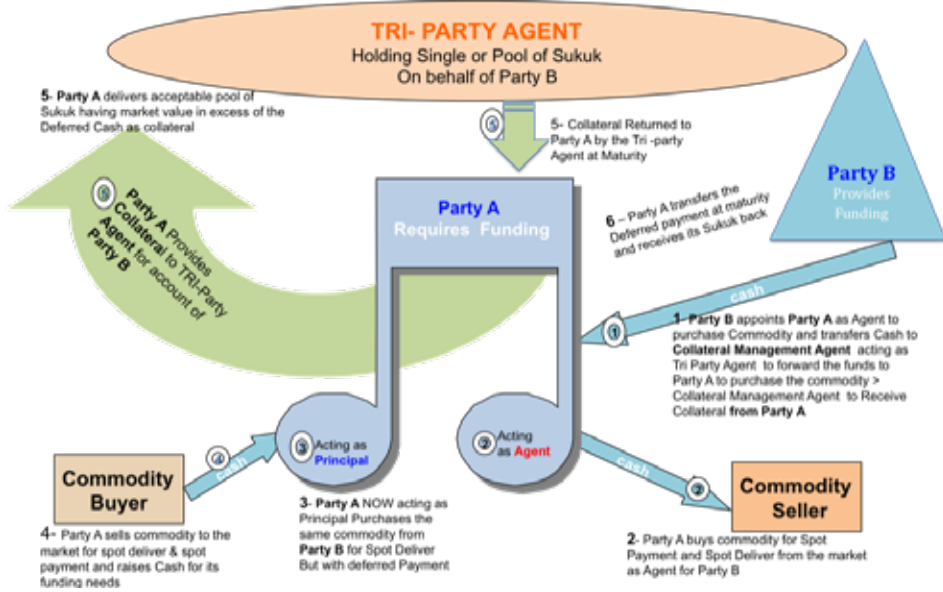 TRI- PARTY AGENT
Holding Single or Pool of Sukuk
On behalf of Party B
5- Party A delivers acceptable pool of
Sukuk having market value in excess of the
Deferred Cash as collateral
5
5- Collateral Returned to
Party A by the Tri -party
Agent at Maturity
Party B
Provides
Funding
6 – Party A transfers the
Deferred payment at maturity
and receives its Sukuk back
Party A Provides
Collateral to TRI-Party
Agent for account of
Party B
Party A
Requires Funding
cash
1
1- Party B appoints Party A as Agent to
purchase Commodity and transfers Cash to
Collateral Management Agent acting as
Tri Party Agent to forward the funds to
Party A to purchase the commodity >
Collateral Management Agent to Receive
Collateral from Party A
3
Acting as
Principal
2
Acting
as Agent
4
cash
cash
2
Commodity
Buyer
Commodity
Seller
3- Party A NOW acting as
Principal Purchases the
same commodity from
Party B for Spot Deliver
But with deferred Payment
4- Party A sells commodity to the
market for spot deliver & spot
payment and raises Cash for its
funding needs
2- Party A buys commodity for Spot
Payment and Spot Deliver from the market
as Agent for Party B